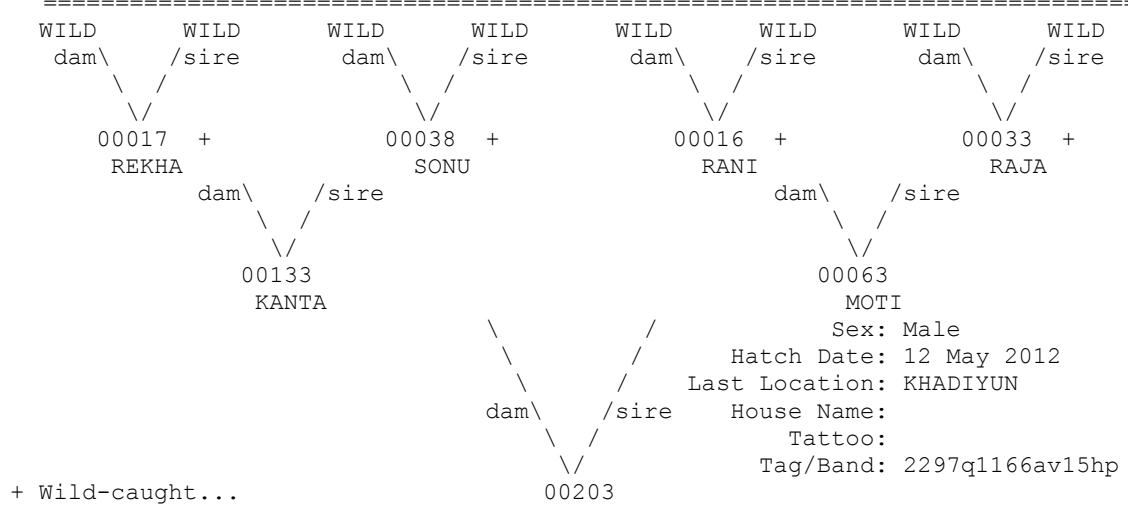 ==============================================================================
WILD WILD WILD WILD WILD WILD WILD WILD
dam\ /sire dam\ /sire dam\ /sire dam\ /sire
\ / \ / \ / \ /
\/ \/ \/ \/
00017 + 00038 + 00016 + 00033 +
REKHA SONU RANI RAJA
dam\ /sire dam\ /sire
\ / \ /
\/ \/
00133 00063
KANTA MOTI
\ / Sex: Male
\ / Hatch Date: 12 May 2012
\ / Last Location: KHADIYUN
dam\ /sire House Name:
\ / Tattoo:
\/ Tag/Band: 2297q1166av15hp
+ Wild-caught... 00203